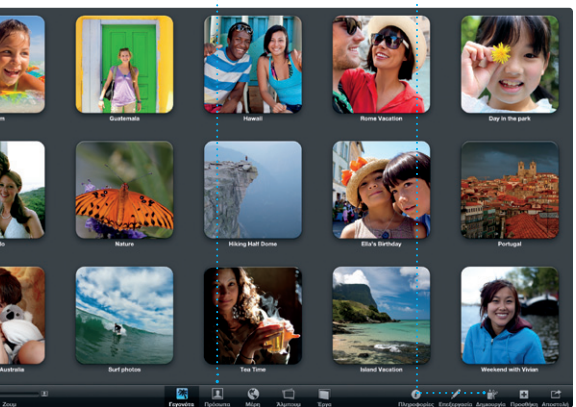 Guatemala
Hawaii
Roma Vacation
Day in the park
Nature
Hiking Half Dome
Ella's Birthday
Portugal
Australia
Surf photos
Tea Time
Island Vacation
Weekend with Vivian
Ζουμ
Γεγονότα Πρόσωπα Μέρη Άλμπουμ Έργα
Πληροφορίες Επεξεργασία Δημιουργία Προσθήκη Αποστολή